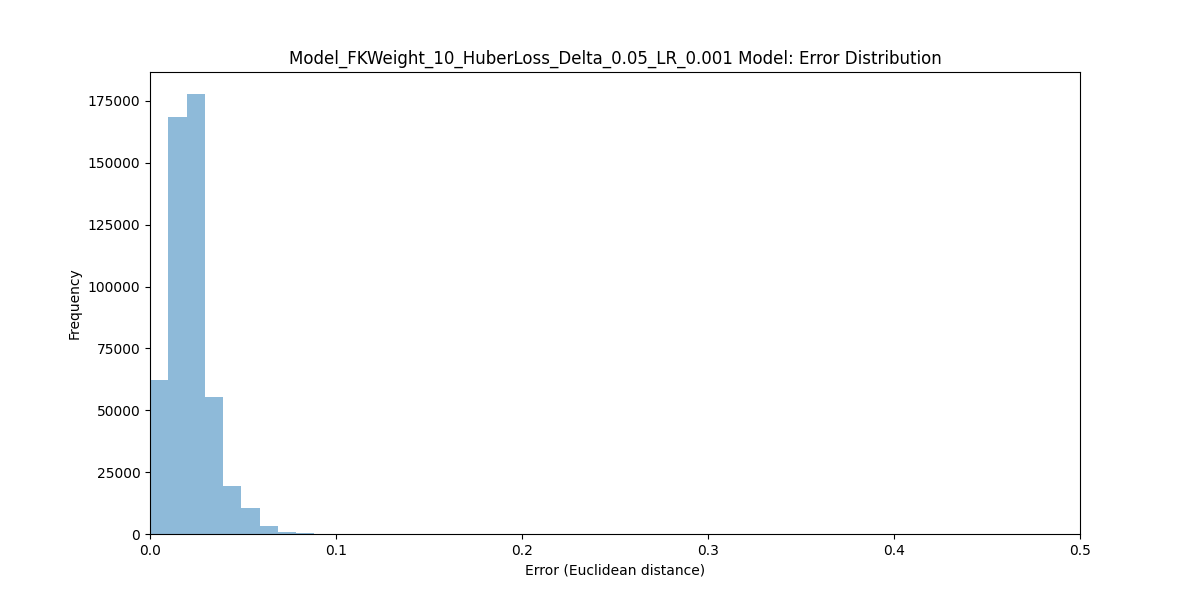 Model_FKWeight_10_HuberLoss_Delta_0.05_LR_0.001 Model: Error Distribution
175000
150000
125000
100000
75000
50000
25000
0
Frequency
0.0 0.1 0.2 0.3 0.4 0.5
Error (Euclidean distance)